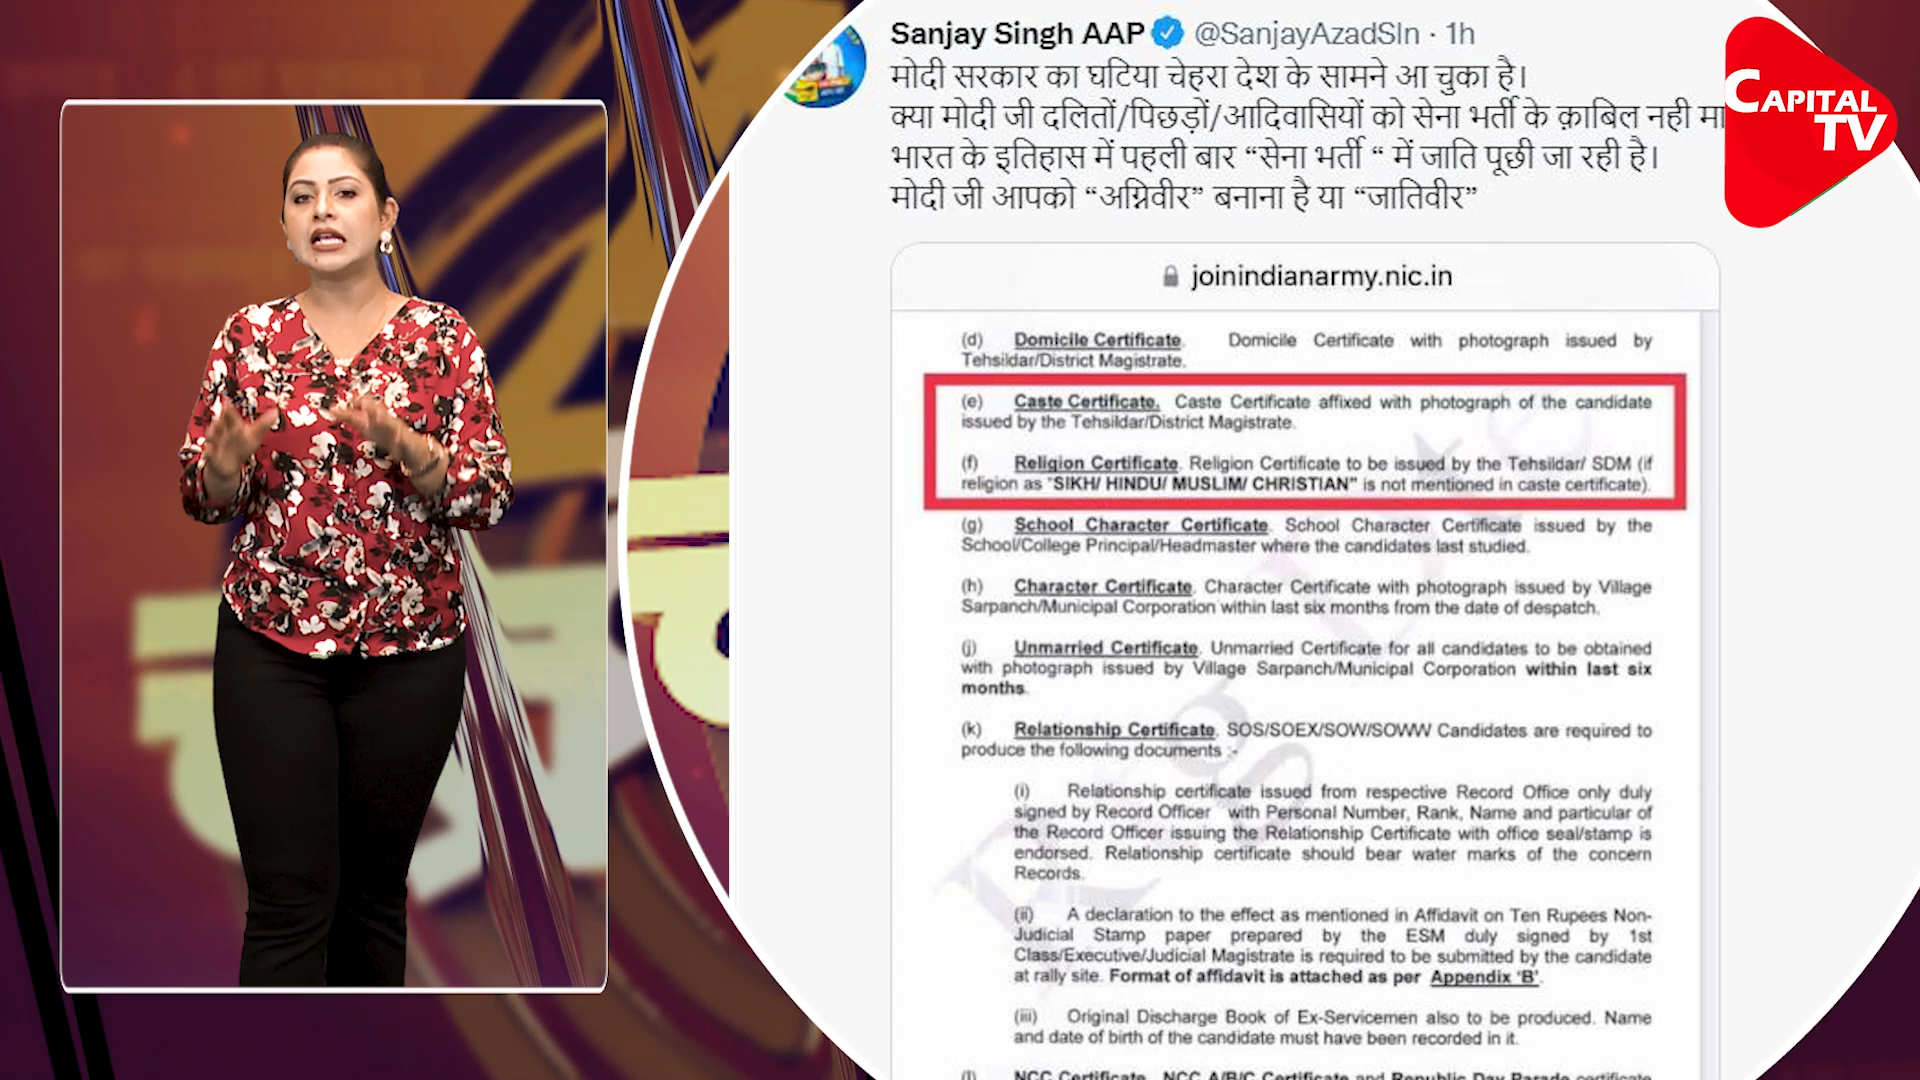 Sanjay Singh AAP @SanjayAzadSln · 1h
मोदी सरकार का घटिया चेहरा देश के सामने आ चुका है।
क्या मोदी जी दलितों/पिछड़ों/आदिवासियों को सेना भर्ती के क़ाबिल नही मा
भारत के इतिहास में पहली बार “सेना भर्ती “ में जाति पूछी जा रही है।
मोदी जी आपको “अग्निवीर” बनाना है या “जातिवीर”
CAPITAL
TV
joinindianarmy.nic.in
(d) Domicile Certificate. Domicile Certificate with photograph issued by
Tehsildar/District Magistrate.
(e) Caste Certificate. Caste Certificate affixed with photograph of the candidate
issued by the Tehsildar/District Magistrate.
(f) Religion Certificate. Religion Certificate to be issued by the Tehsildar/ SDM (if
religion as "SIKH/ HINDU/ MUSLIM/ CHRISTIAN" is not mentioned in caste certificate).
(g) School Character Certificate. School Character Certificate issued by the
School/College Principal/Headmaster where the candidates last studied.
(h) Character Certificate. Character Certificate with photograph issued by Village
Sarpanch/Municipal Corporation within last six months from the date of despatch.
(j) Unmarried Certificate. Unmarried Certificate for all candidates to be obtained
with photograph issued by Village Sarpanch/Municipal Corporation within last six
months.
(k) Relationship Certificate. SOS/SOEX/SOW/SOWW Candidates are required to
produce the following documents :-
(i) Relationship certificate issued from respective Record Office only duly
signed by Record Officer with Personal Number, Rank, Name and particular of
the Record Officer issuing the Relationship Certificate with office seal/stamp is
endorsed. Relationship certificate should bear water marks of the concern
Records.
(ii) A declaration to the effect as mentioned in Affidavit on Ten Rupees Non-
Judicial Stamp paper prepared by the ESM duly signed by 1st
Class/Executive/Judicial Magistrate is required to be submitted by the candidate
at rally site. Format of affidavit is attached as per Appendix 'B'.
(iii) Original Discharge Book of Ex-Servicemen also to be produced. Name
and date of birth of the candidate must have been recorded in it.
NCC Certificate. NCC A/B/C Certificate and Republic Day Parade certificate